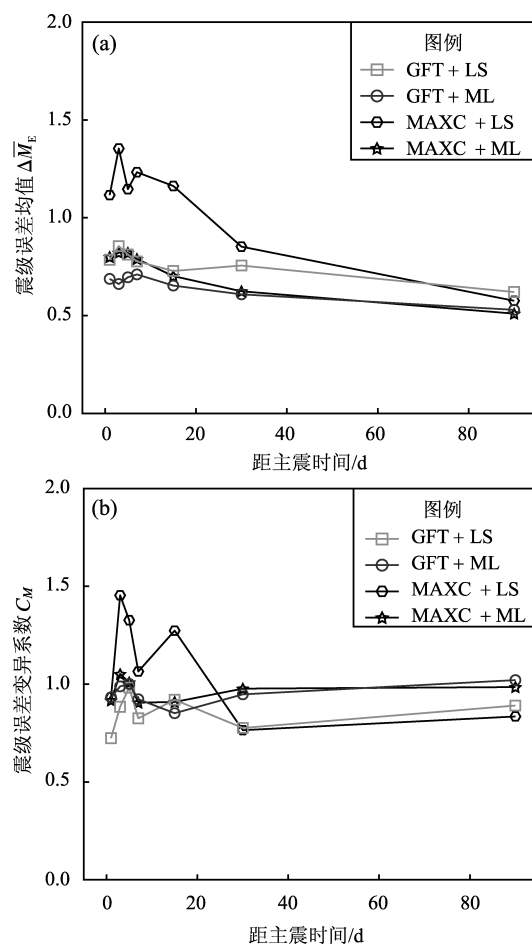 (a)
图例
GFT + LS
GFT + ML
MAXC + LS
MAXC + ML
2.0
1.5
1.0
0.5
0.0
震级误差均值 ΔM̅_E
0 20 40 60 80
距主震时间/d
(b)
图例
GFT + LS
GFT + ML
MAXC + LS
MAXC + ML
2.0
1.5
1.0
0.5
0.0
震级误差变异系数 C_M
0 20 40 60 80
距主震时间/d